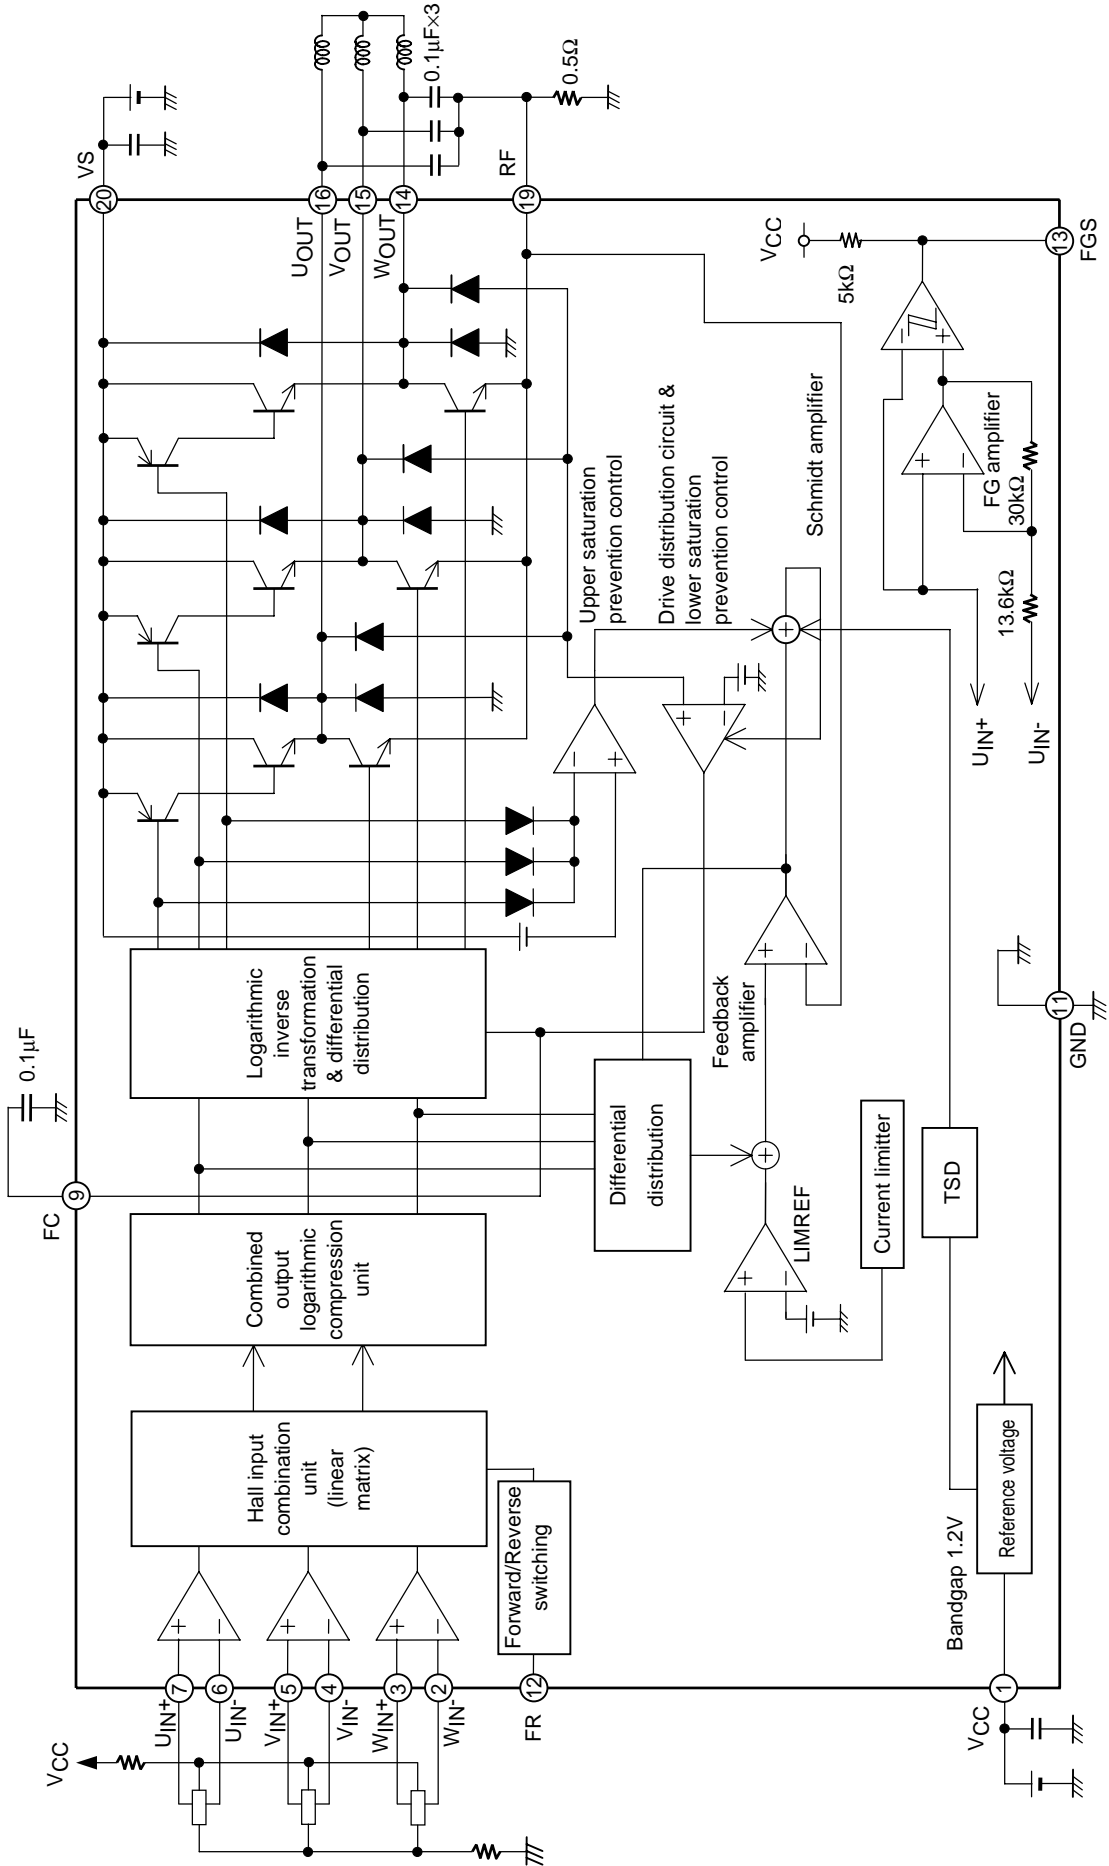 VCC
7
UIN+
6
UIN-
5
VIN+
4
VIN-
3
WIN+
2
WIN-
12
FR
1
VCC
+
−
+
−
+
−
Forward/Reverse
switching
Hall input
combination
unit
(linear
matrix)
Combined
output
logarithmic
compression
unit
FC
9
0.1µF
Logarithmic
inverse
transformation
& differential
distribution
Differential
distribution
+
−
LIMREF
+
Current limitter
TSD
Bandgap 1.2V
Reference voltage
Feedback
amplifier
+
−
11
GND
−
+
Upper saturation
prevention control
+
−
Drive distribution circuit &
lower saturation
prevention control
+
Schmidt amplifier
UIN+
UIN-
13.6kΩ
30kΩ
FG amplifier
+
−
−
+
5kΩ
VCC
13
FGS
20
VS
16
UOUT
15
VOUT
14
WOUT
19
RF
0.1µF×3
0.5Ω